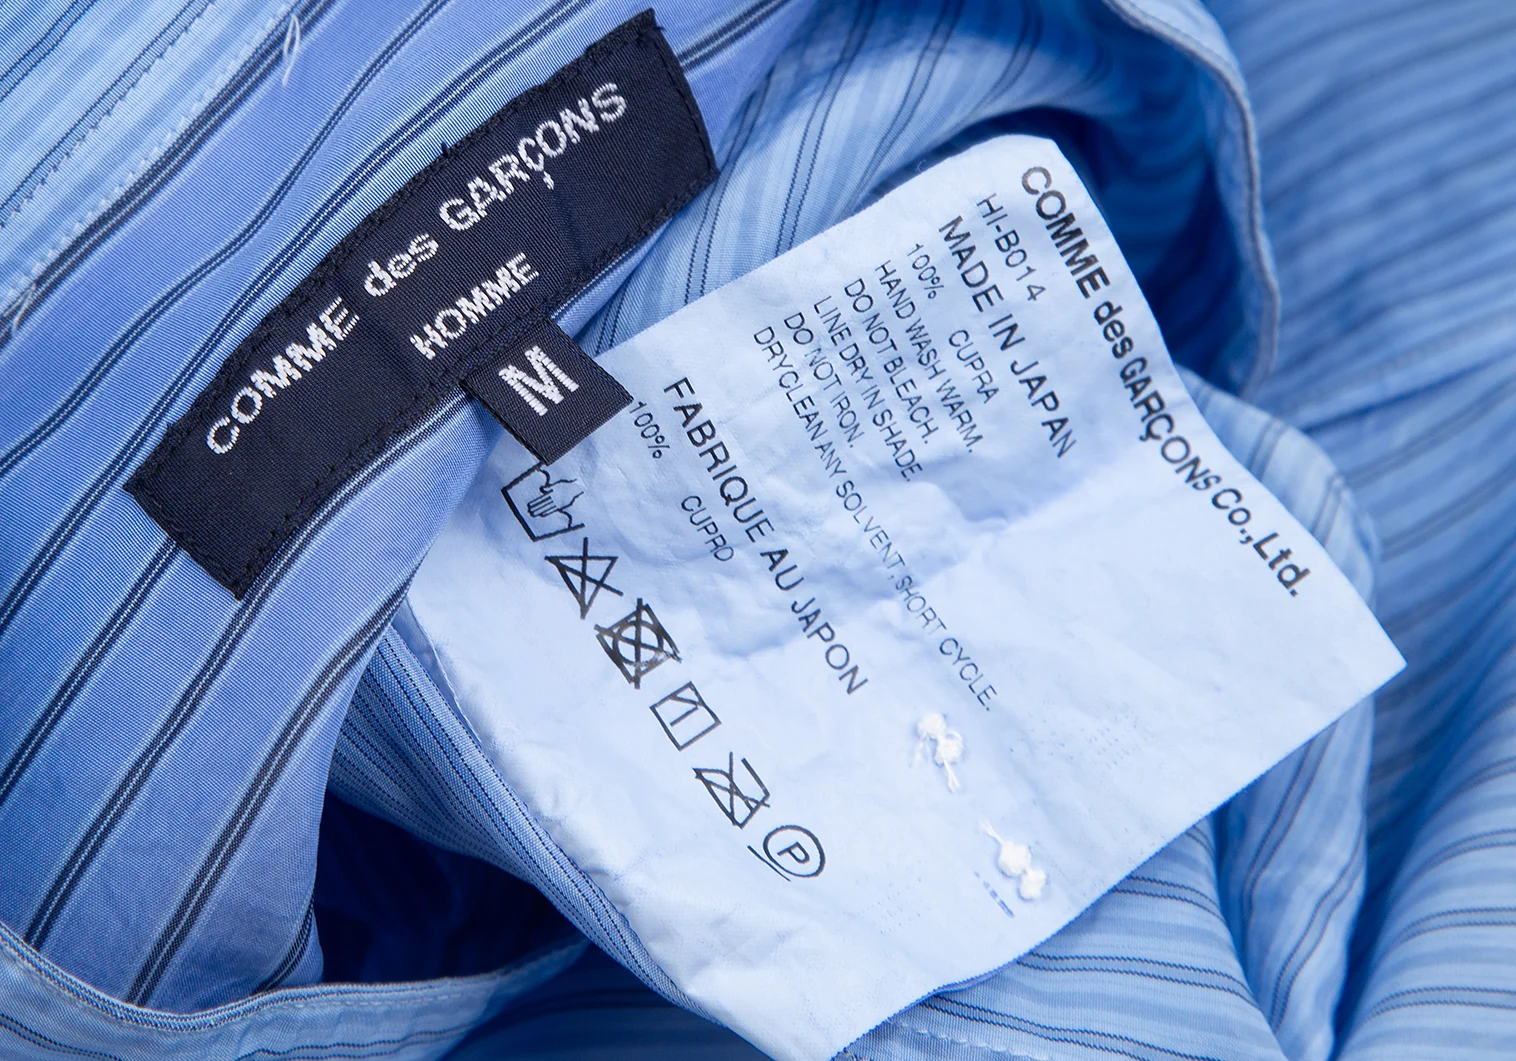 COMME des GARÇONS
HOMME
M
COMME des GARÇONS Co., Ltd.
HI-B014
MADE IN JAPAN
100% CUPRA
HAND WASH WARM.
DO NOT BLEACH.
LINE DRY IN SHADE.
DO NOT IRON.
DRYCLEAN ANY SOLVENT, SHORT CYCLE.
FABRIQUE AU JAPON
100% CUPRO
P